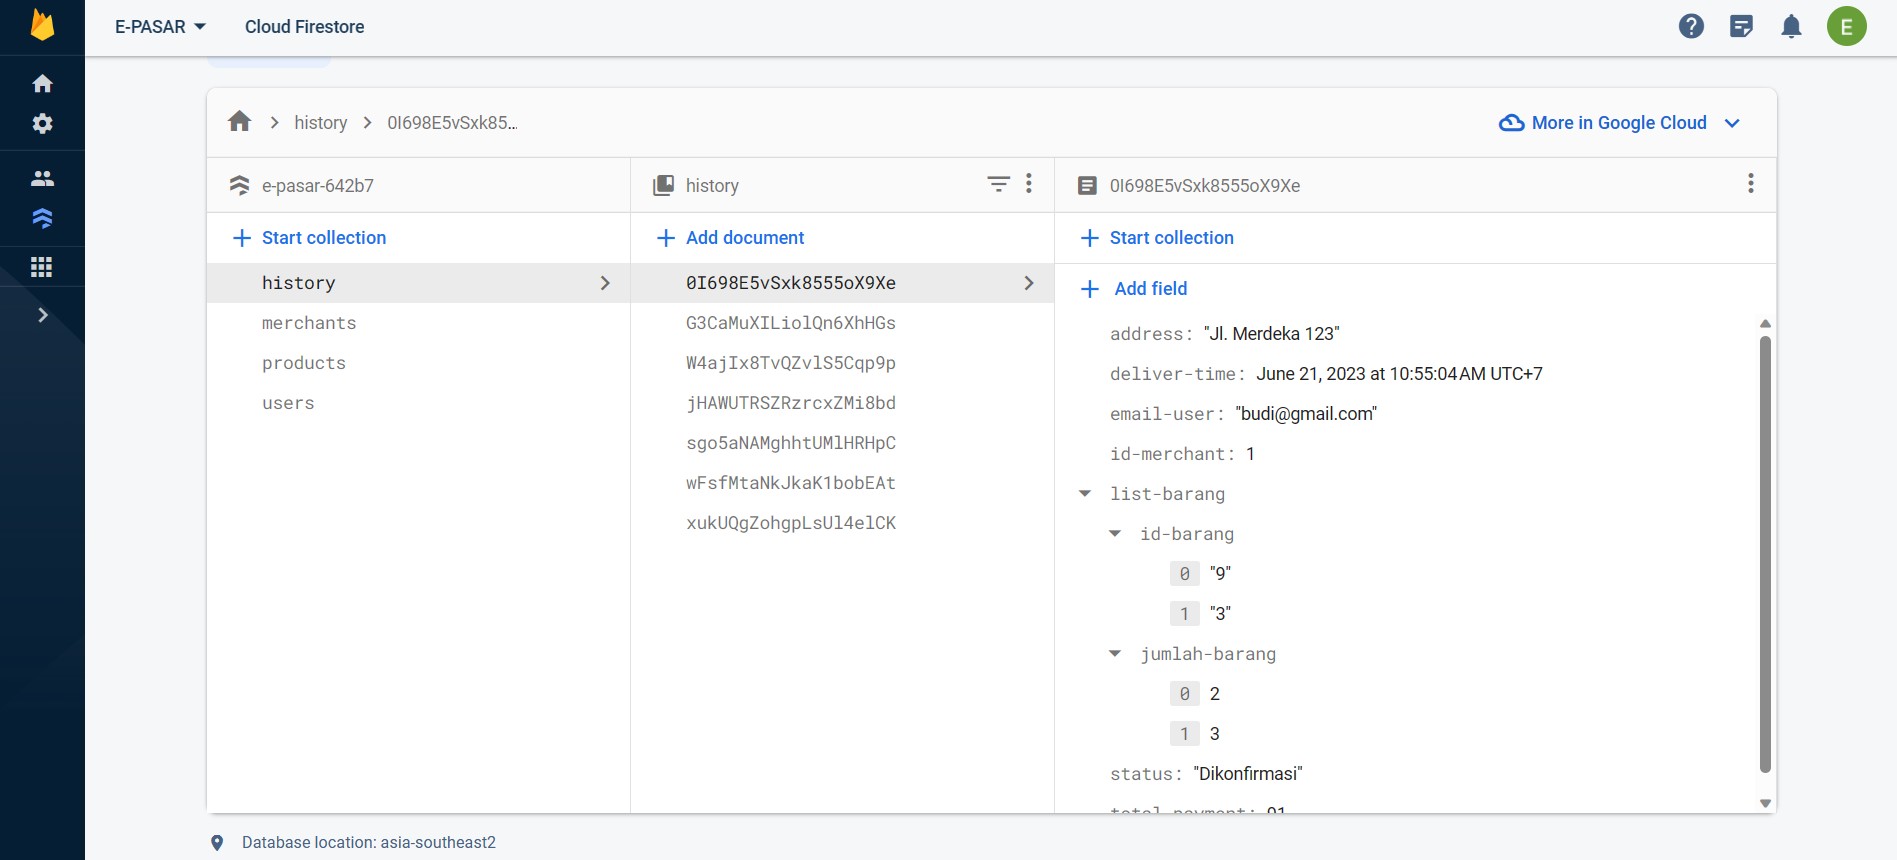 E-PASAR
Cloud Firestore
E
history
0I698E5vSxk85...
More in Google Cloud
e-pasar-642b7
history
0I698E5vSxk8555oX9Xe
Start collection
Add document
Start collection
history
merchants
products
users
0I698E5vSxk8555oX9Xe
G3CaMuXILiolQn6XhHGs
W4ajIx8TvQZvlS5Cqp9p
jHAWUTRSZRzrcxZMi8bd
sgo5aNAMghhtUMlHRHpC
wFsfMtaNkJkaK1bobEAt
xukUQgZohgpLsUl4elCK
Add field
address: "Jl. Merdeka 123"
deliver-time: June 21, 2023 at 10:55:04 AM UTC+7
email-user: "budi@gmail.com"
id-merchant: 1
list-barang
id-barang
0 "9"
1 "3"
jumlah-barang
0 2
1 3
status: "Dikonfirmasi"
Database location: asia-southeast2